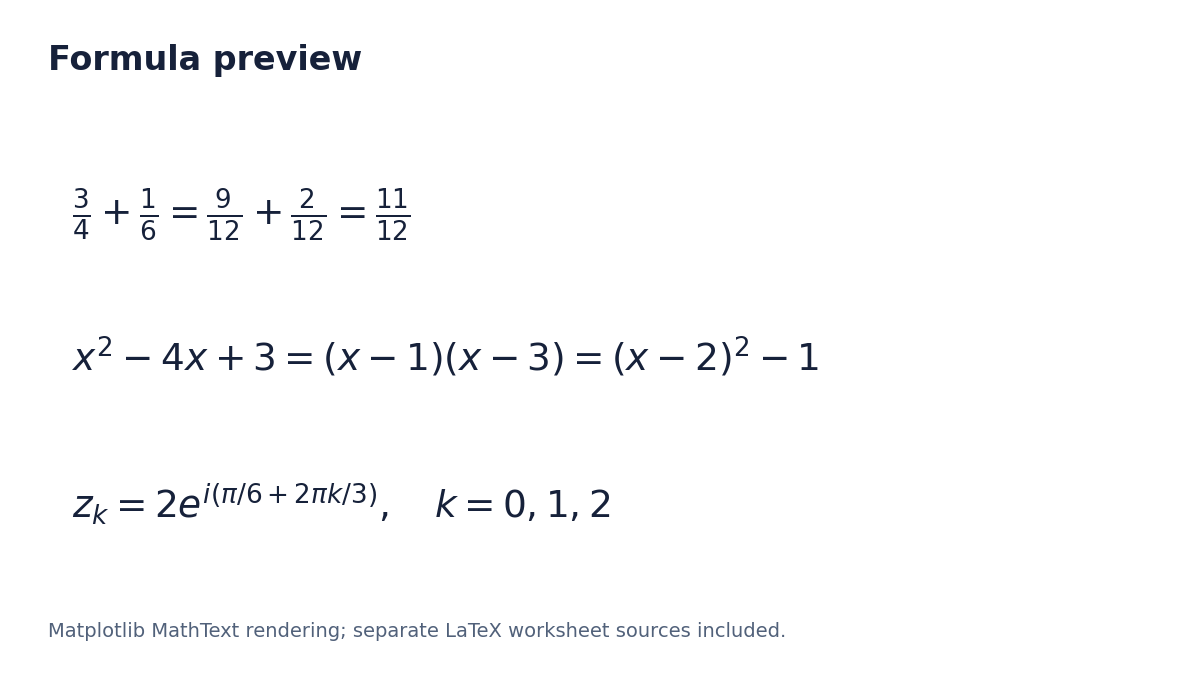 Formula preview
3/4 + 1/6 = 9/12 + 2/12 = 11/12
x² − 4x + 3 = (x − 1)(x − 3) = (x − 2)² − 1
z_k = 2e^{i(π/6 + 2πk/3)}, k = 0, 1, 2
Matplotlib MathText rendering; separate LaTeX worksheet sources included.